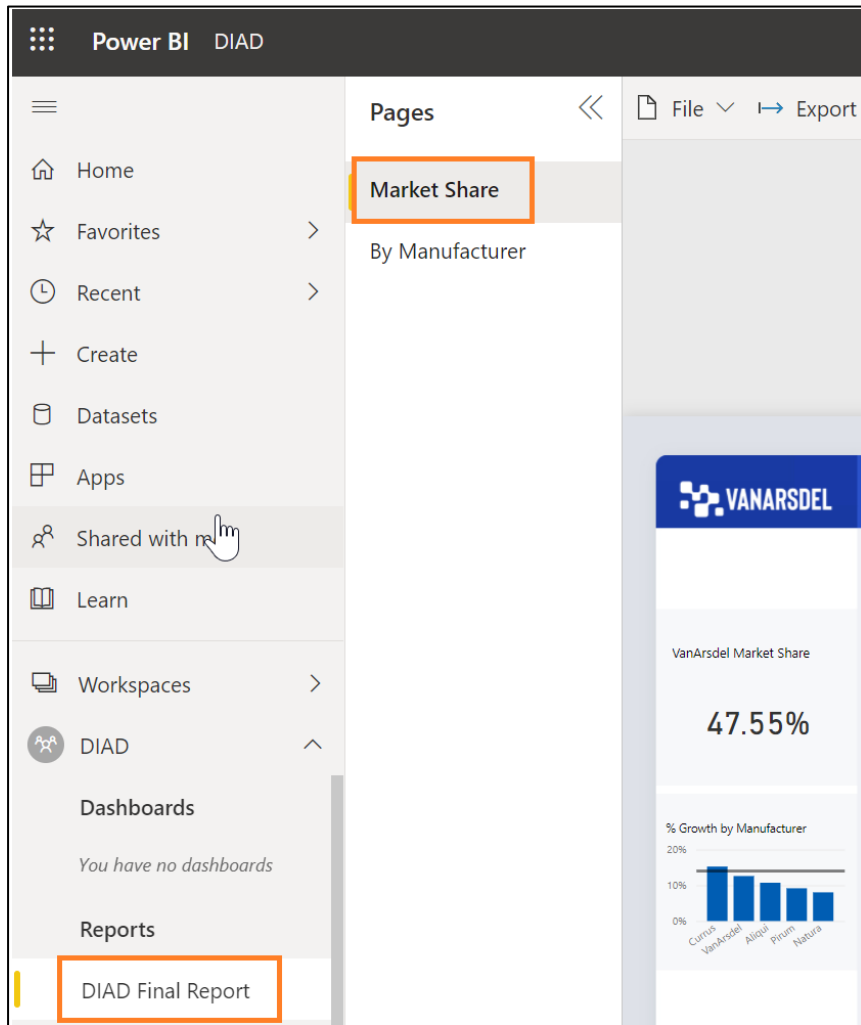 Power BI DIAD
Home
Favorites
Recent
Create
Datasets
Apps
Shared with m
Learn
Workspaces
DIAD
Dashboards
You have no dashboards
Reports
DIAD Final Report
Pages
Market Share
By Manufacturer
File Export
VANARSDEL
VanArsdel Market Share
47.55%
% Growth by Manufacturer
20%
10%
0%
Currus
VanArsdel
Aliqui
Pirum
Natura